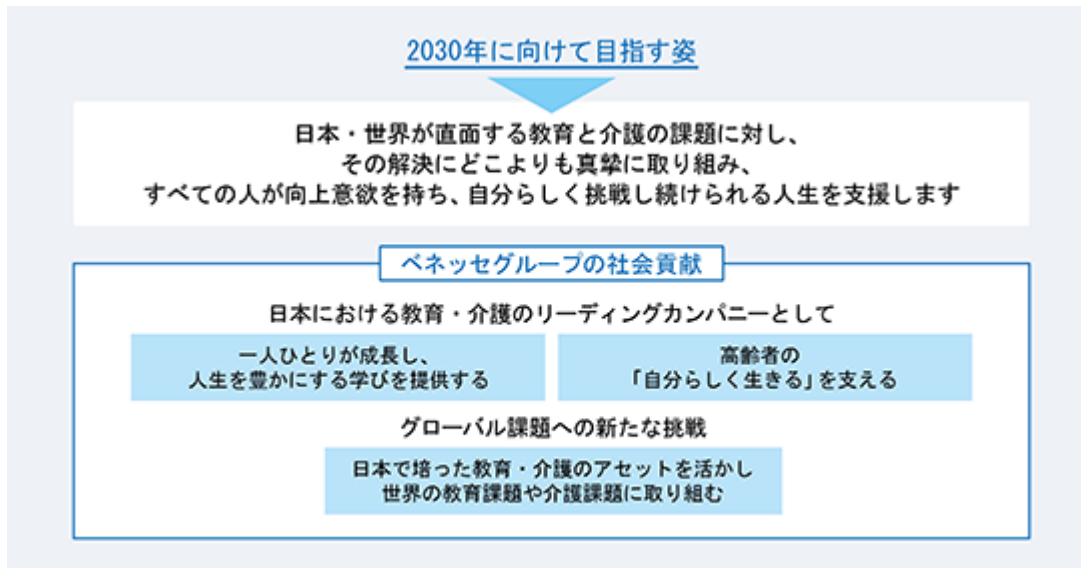 2030年に向けて目指す姿
日本・世界が直面する教育と介護の課題に対し、
その解決にどこよりも真摯に取り組み、
すべての人が向上意欲を持ち、自分らしく挑戦し続けられる人生を支援します
ベネッセグループの社会貢献
日本における教育・介護のリーディングカンパニーとして
一人ひとりが成長し、
人生を豊かにする学びを提供する
高齢者の
「自分らしく生きる」を支える
グローバル課題への新たな挑戦
日本で培った教育・介護のアセットを活かし
世界の教育課題や介護課題に取り組む